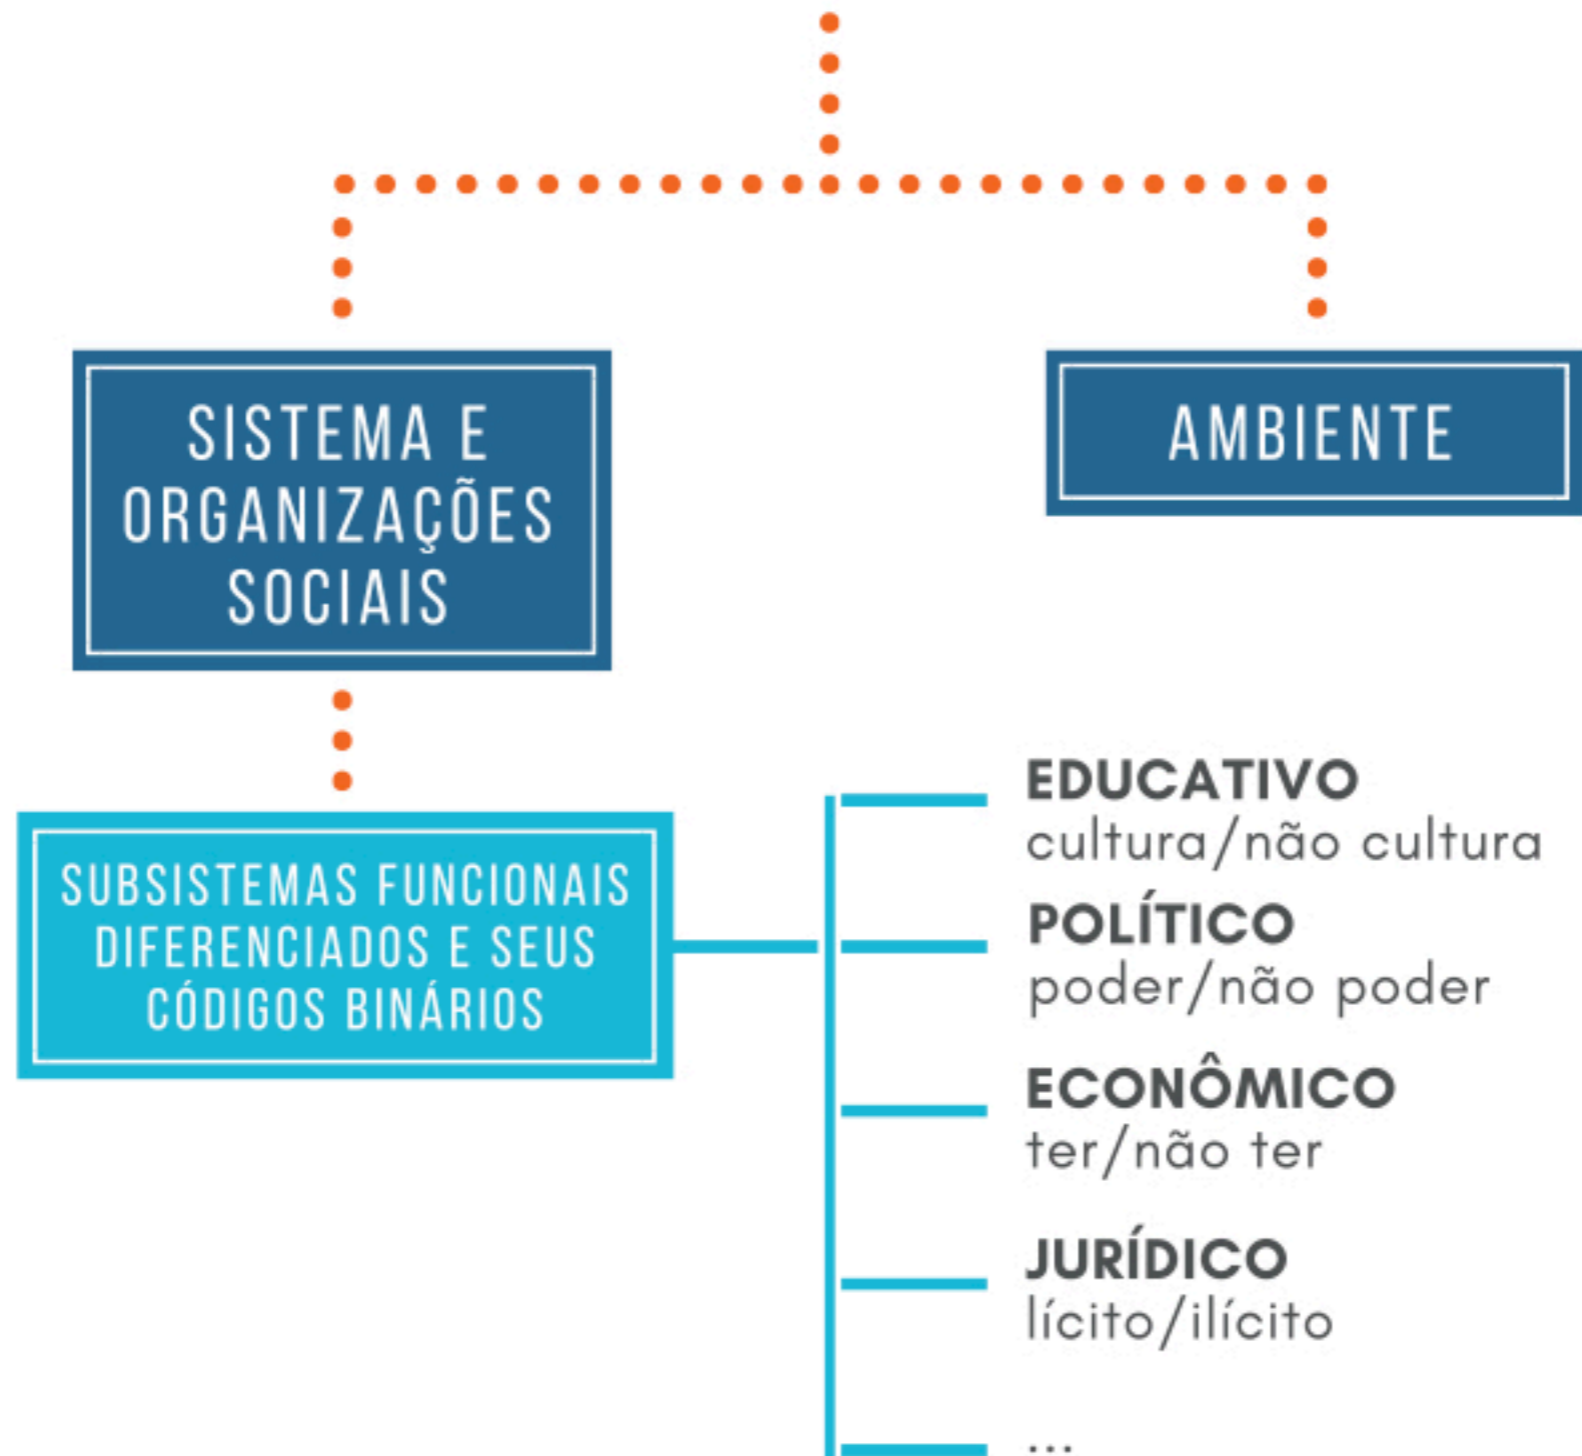 SISTEMA E
ORGANIZAÇÕES
SOCIAIS
AMBIENTE
SUBSISTEMAS FUNCIONAIS
DIFERENCIADOS E SEUS
CÓDIGOS BINÁRIOS
EDUCATIVO
cultura/não cultura
POLÍTICO
poder/não poder
ECONÔMICO
ter/não ter
JURÍDICO
lícito/ilícito
...